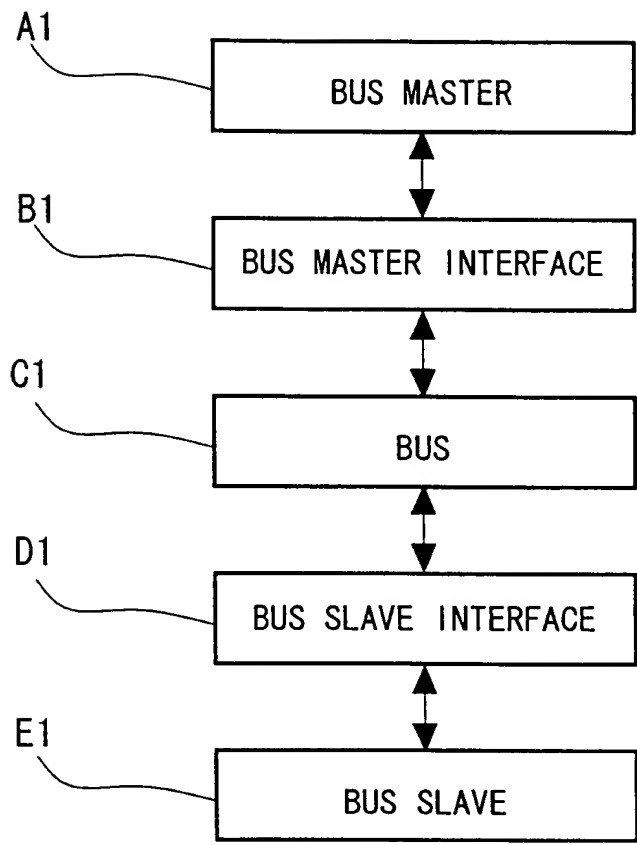 A1
BUS MASTER
B1
BUS MASTER INTERFACE
C1
BUS
D1
BUS SLAVE INTERFACE
E1
BUS SLAVE